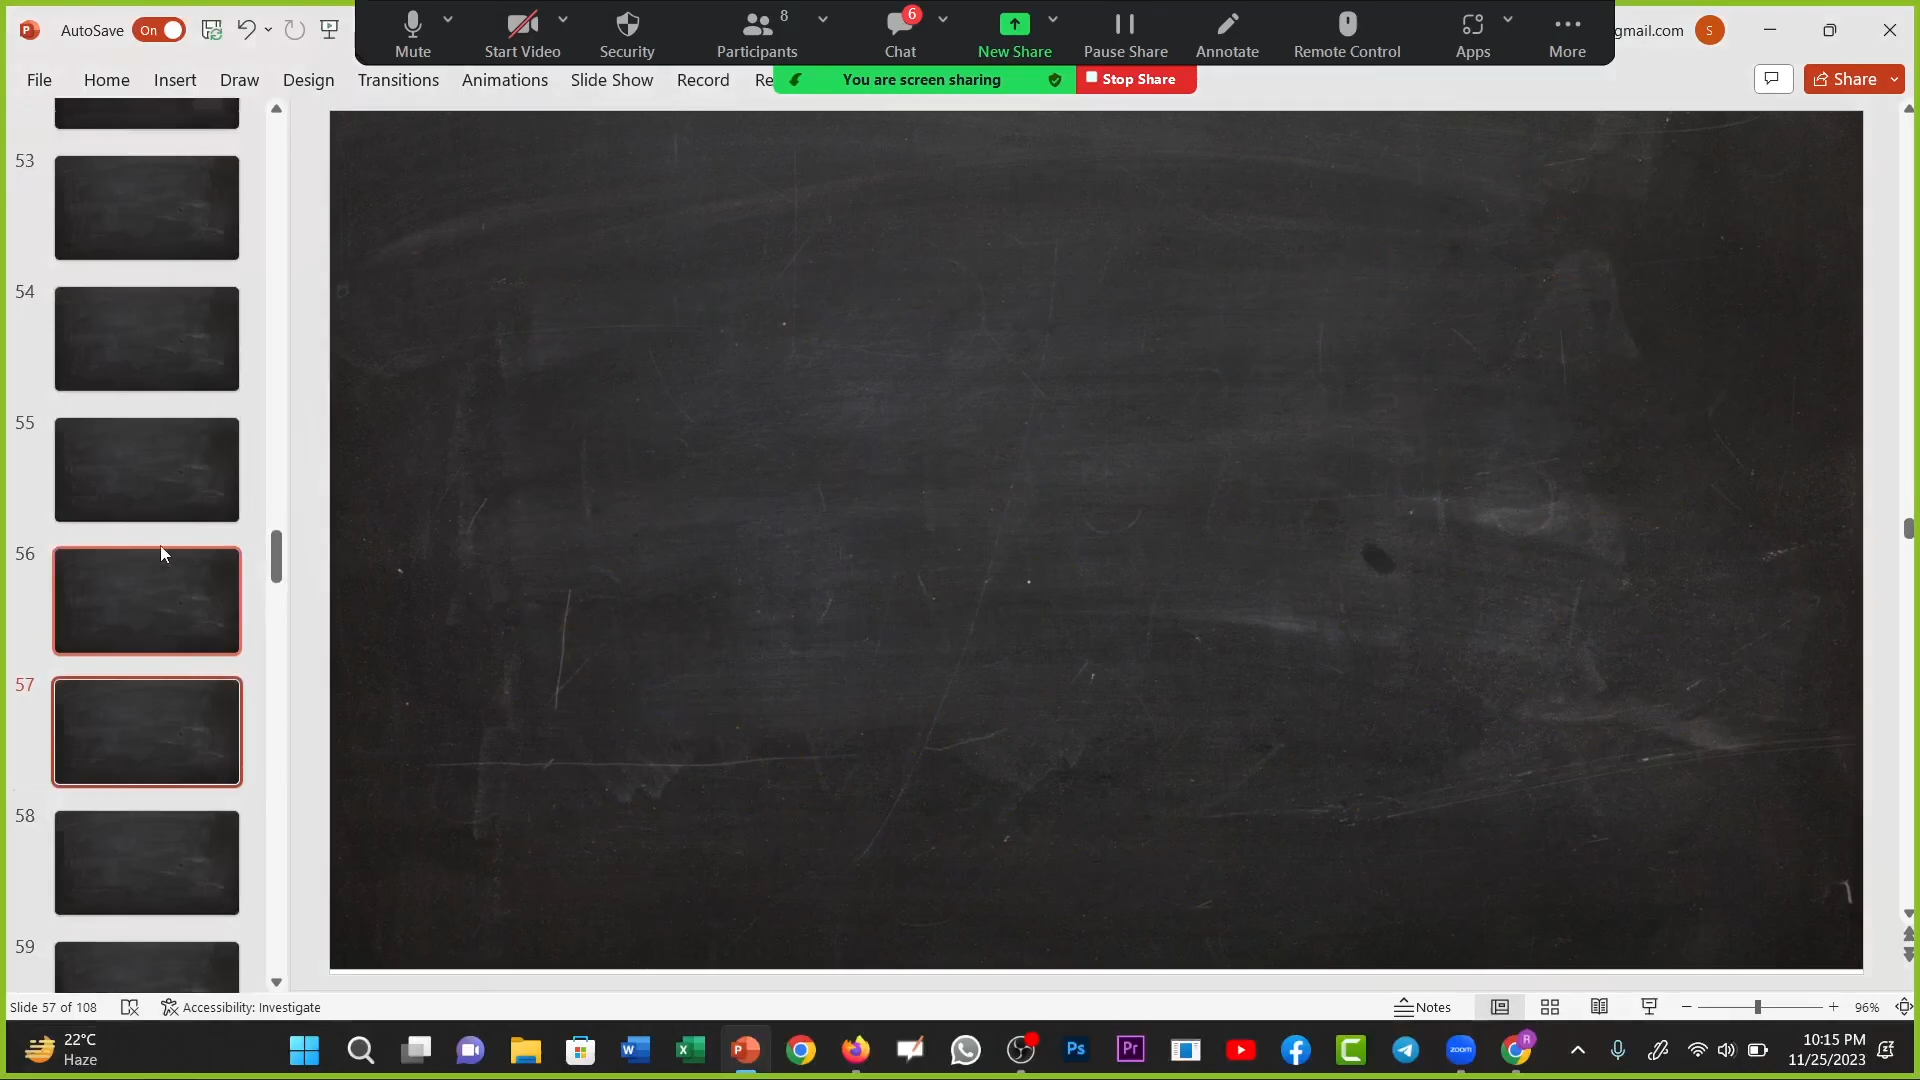 AutoSave On
Mute
Start Video
Security
Participants 8
Chat 6
New Share
Pause Share
Annotate
Remote Control
Apps
More
gmail.com S
File Home Insert Draw Design Transitions Animations Slide Show Record Re
You are screen sharing Stop Share
Share
53
54
55
56
57
58
59
Slide 57 of 108 Accessibility: Investigate
Notes 96%
22°C
Haze
10:15 PM
11/25/2023
W X P Ps Pr C zoom R